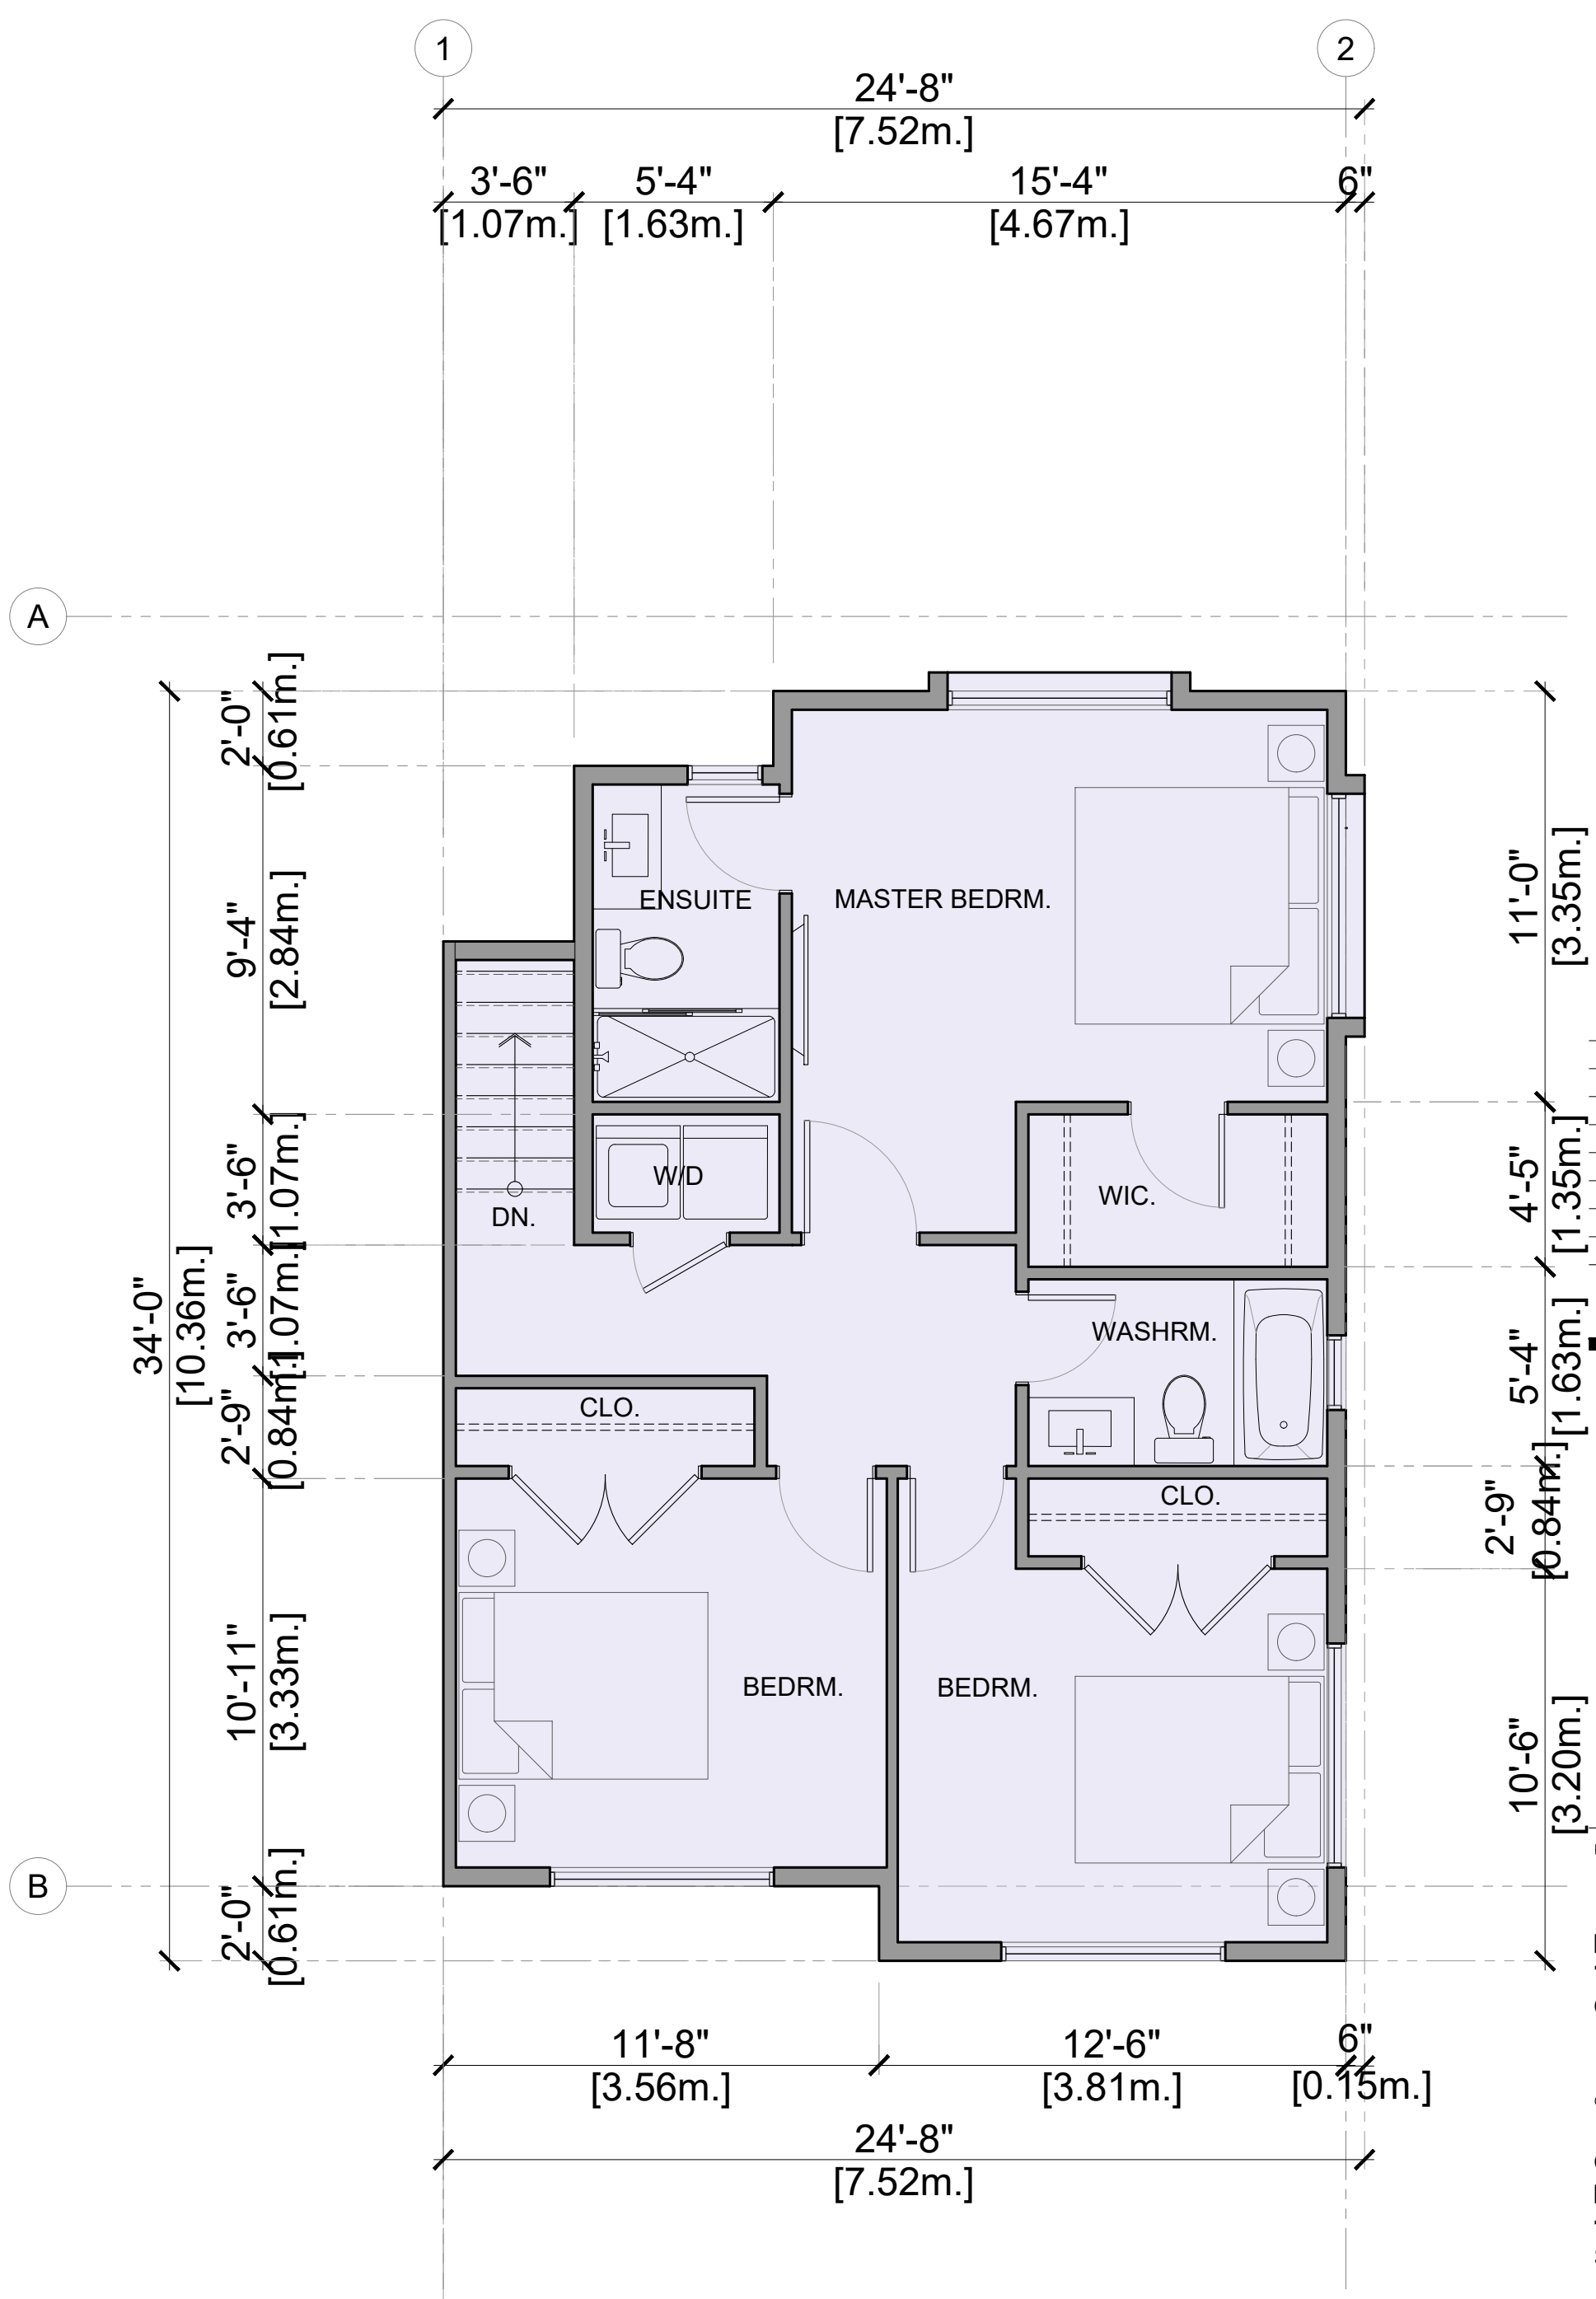 1
2
24'-8"
[7.52m.]
3'-6"
5'-4"
15'-4"
6"
[1.07m.]
[1.63m.]
[4.67m.]
A
2'-0"
[0.61m.]
9'-4"
[2.84m.]
3'-6"
[1.07m.]
3'-6"
[1.07m.]
2'-9"
[0.84m.]
10'-11"
[3.33m.]
2'-0"
[0.61m.]
34'-0"
[10.36m.]
ENSUITE
MASTER BEDRM.
W/D
DN.
WIC.
WASHRM.
CLO.
CLO.
BEDRM.
BEDRM.
11'-0"
[3.35m.]
4'-5"
[1.35m.]
5'-4"
[1.63m.]
2'-9"
[0.84m.]
10'-6"
[3.20m.]
B
11'-8"
12'-6"
6"
[3.56m.]
[3.81m.]
[0.15m.]
24'-8"
[7.52m.]